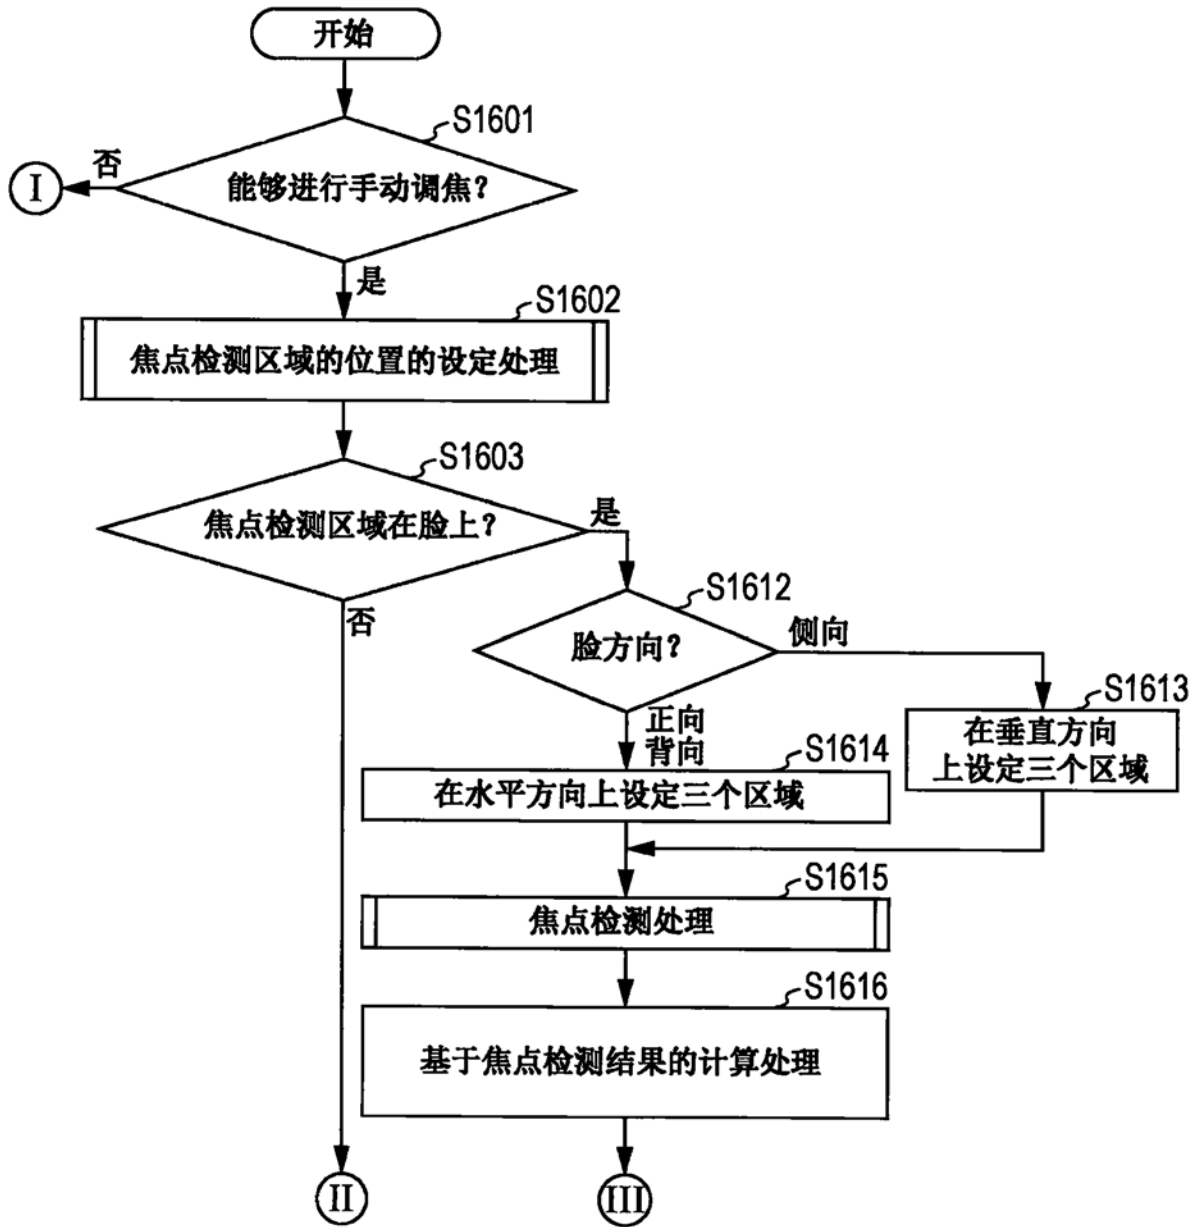 开始
S1601
否
能够进行手动调焦?
I
是
S1602
焦点检测区域的位置的设定处理
S1603
焦点检测区域在脸上?
是
否
S1612
脸方向?
侧向
S1613
在垂直方向
上设定三个区域
正向
背向
S1614
在水平方向上设定三个区域
S1615
焦点检测处理
S1616
基于焦点检测结果的计算处理
II
III